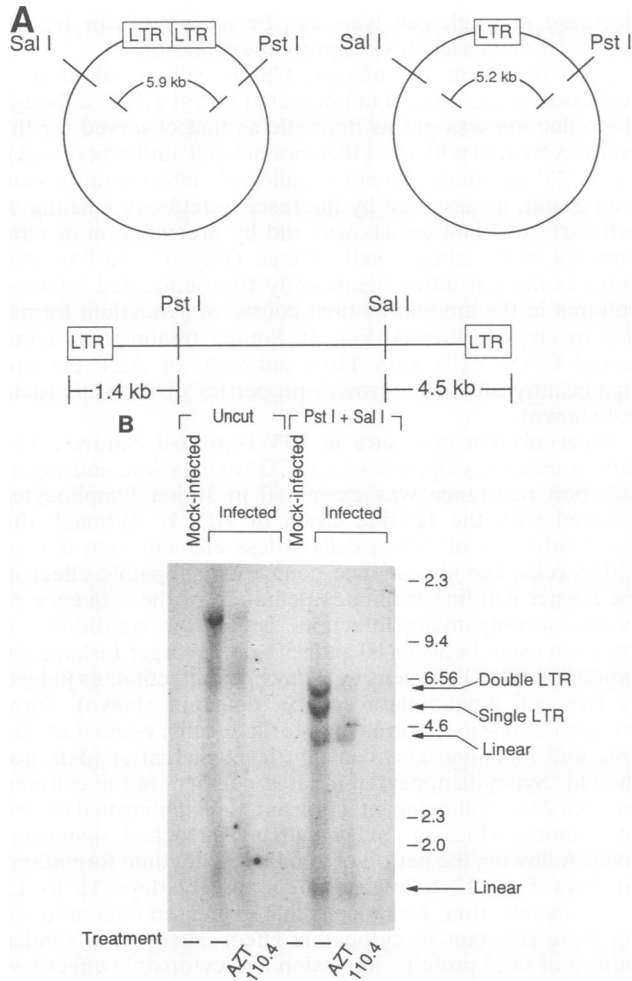 A
LTR LTR
LTR
Sal I
Pst I
Sal I
Pst I
5.9 kb
5.2 kb
Pst I
Sal I
LTR
LTR
1.4 kb
4.5 kb
B
Uncut
Pst I + Sal I
Mock-infected
Infected
Mock-infected
Infected
2.3
9.4
6.56
Double LTR
Single LTR
4.6
Linear
2.3
2.0
Linear
Treatment
–
–
AZT
110.4
–
–
AZT
110.4